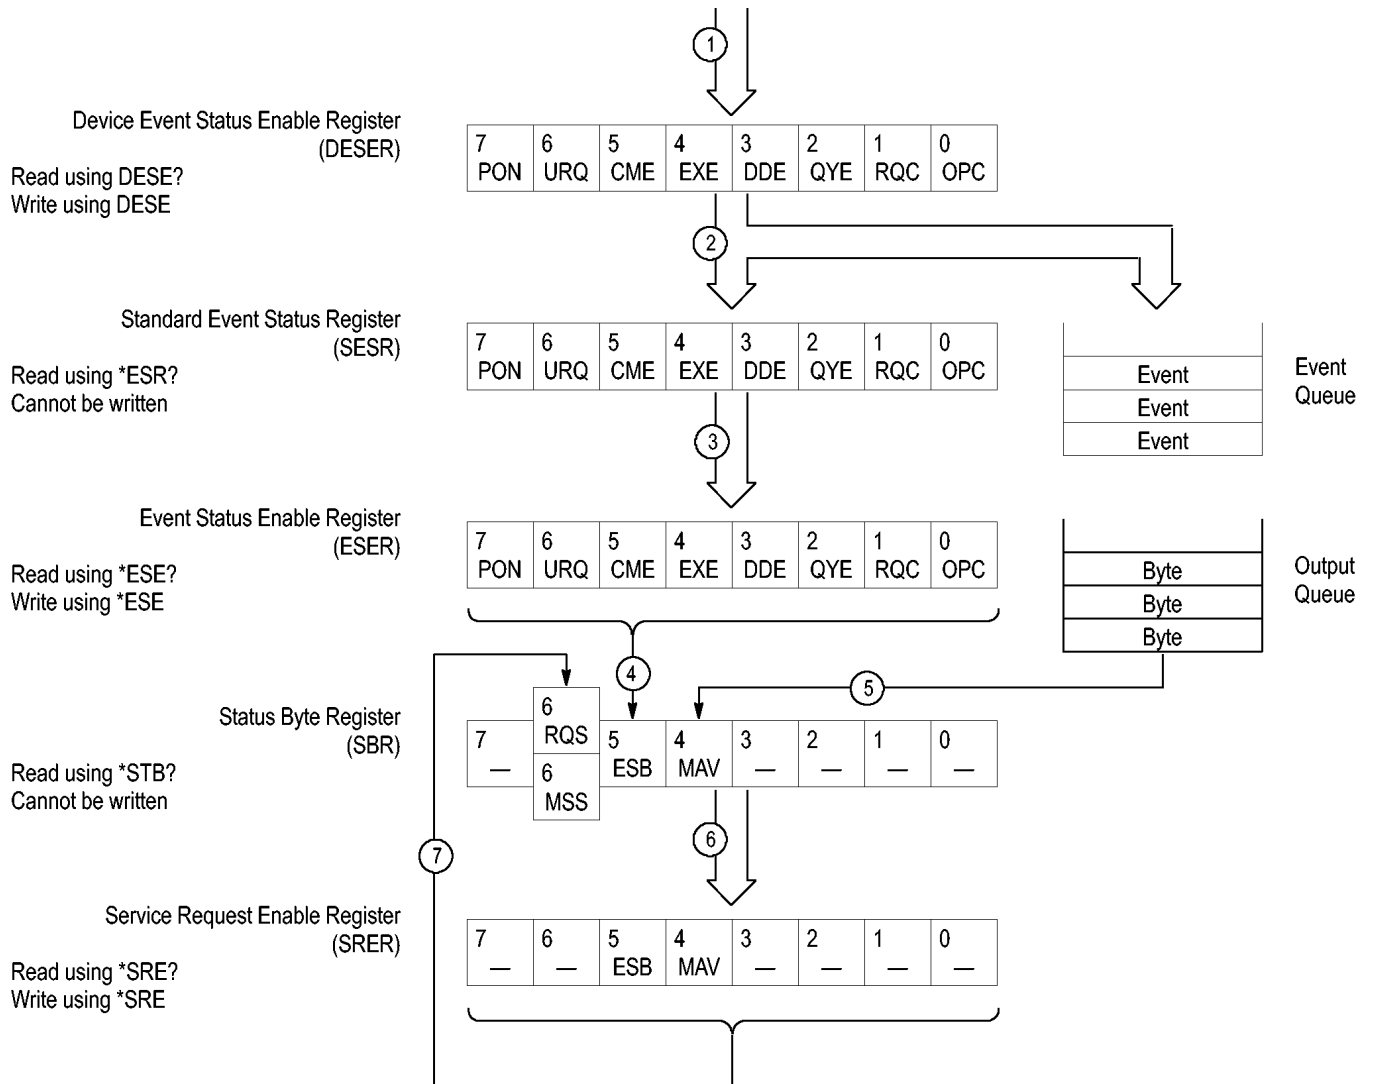 1
Device Event Status Enable Register
(DESER)
Read using DESE?
Write using DESE
7 6 5 4 3 2 1 0
PON URQ CME EXE DDE QYE RQC OPC
2
Standard Event Status Register
(SESR)
Read using *ESR?
Cannot be written
7 6 5 4 3 2 1 0
PON URQ CME EXE DDE QYE RQC OPC
Event
Event
Event
Event
Queue
3
Event Status Enable Register
(ESER)
Read using *ESE?
Write using *ESE
7 6 5 4 3 2 1 0
PON URQ CME EXE DDE QYE RQC OPC
Byte
Byte
Byte
Output
Queue
4
5
Status Byte Register
(SBR)
Read using *STB?
Cannot be written
6
RQS
7 5 4 3 2 1 0
— ESB MAV — — — —
6
MSS
6
7
Service Request Enable Register
(SRER)
Read using *SRE?
Write using *SRE
7 6 5 4 3 2 1 0
— — ESB MAV — — — —